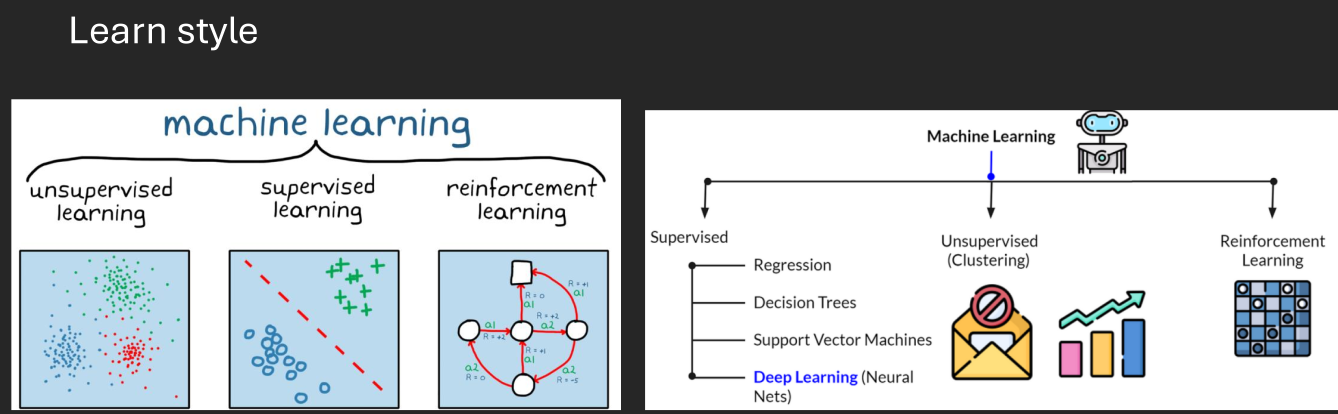 Learn style
machine learning
unsupervised
learning
supervised
learning
reinforcement
learning
R = +1
a1
R = 0
a1
R = +2
a2
a1
R = +2
R = +1
a1
a2
R = 0
a2
R = -5
Machine Learning
Supervised
Regression
Decision Trees
Support Vector Machines
Deep Learning (Neural
Nets)
Unsupervised
(Clustering)
Reinforcement
Learning